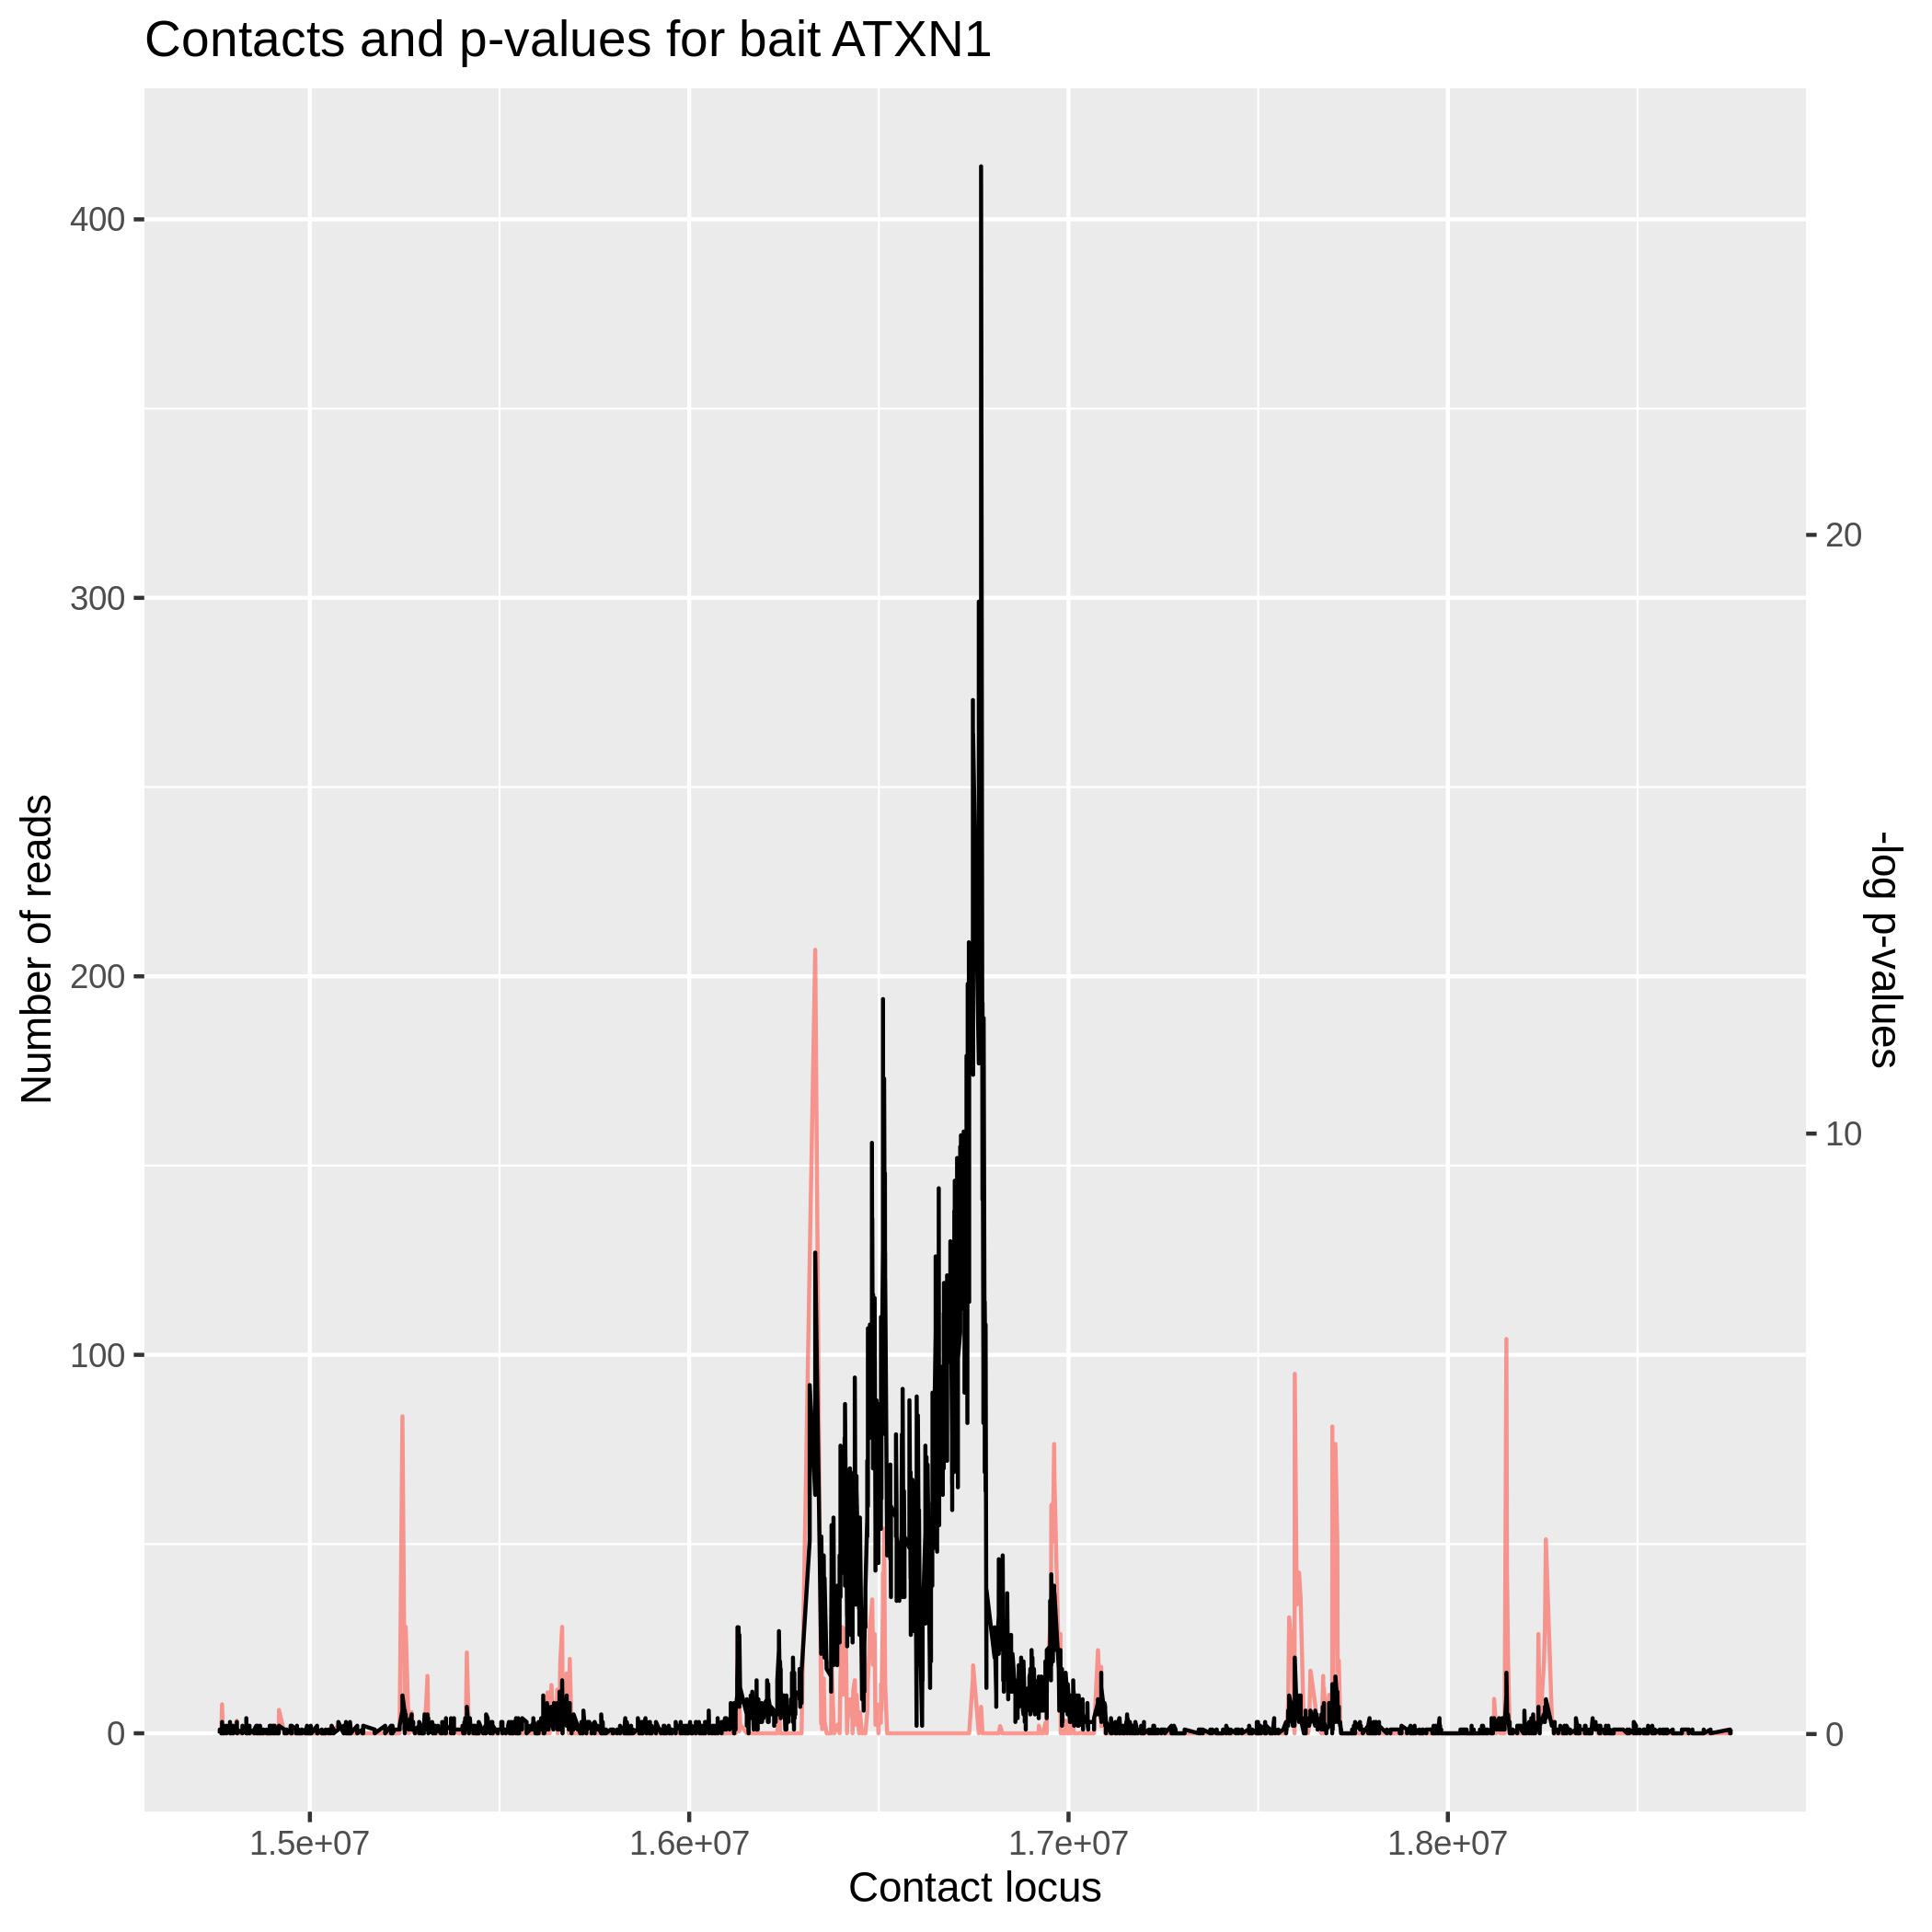 Contacts and p-values for bait ATXN1
400
300
200
100
0
Number of reads
20
10
0
-log p-values
1.5e+07
1.6e+07
1.7e+07
1.8e+07
Contact locus